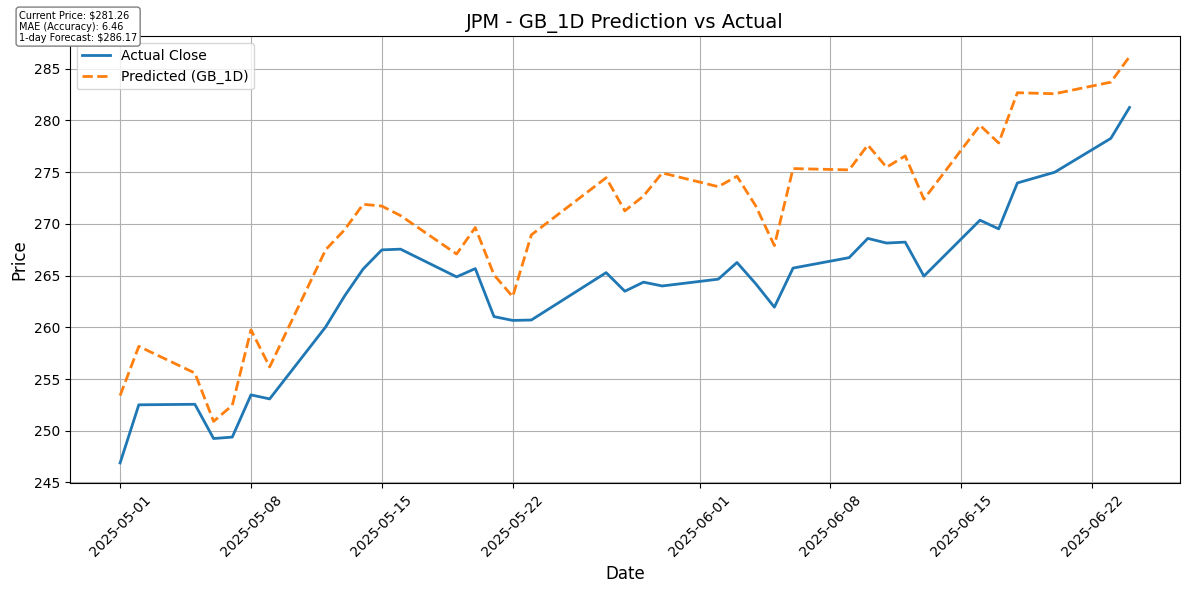 JPM - GB_1D Prediction vs Actual
Current Price: $281.26
MAE (Accuracy): 6.46
1-day Forecast: $286.17
Actual Close
Predicted (GB_1D)
285
280
275
270
265
260
255
250
245
Price
2025-05-01
2025-05-08
2025-05-15
2025-05-22
2025-06-01
2025-06-08
2025-06-15
2025-06-22
Date